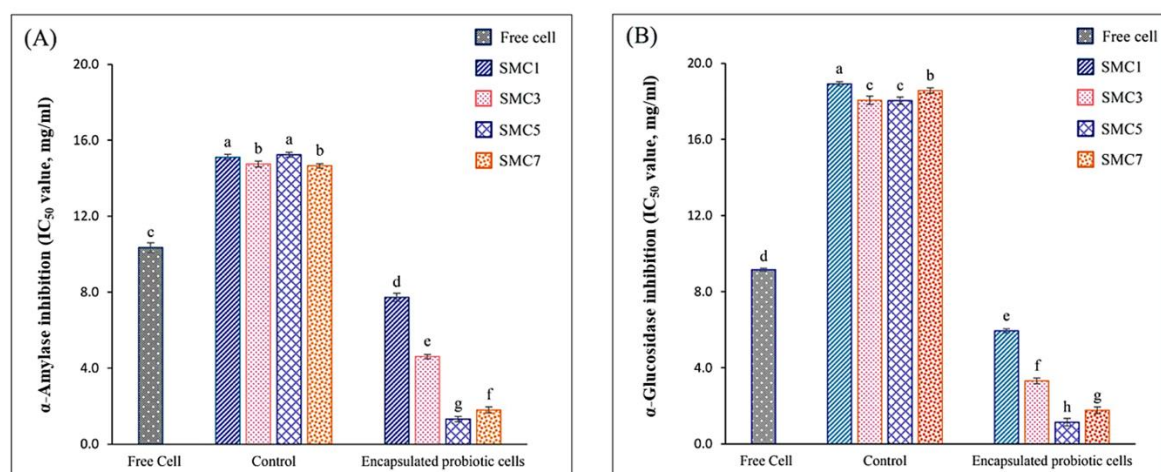 (A)
Free cell
SMC1
SMC3
SMC5
SMC7
α-Amylase inhibition (IC50 value, mg/ml)
20.0
16.0
12.0
8.0
4.0
0.0
c
a
b
a
b
d
e
g
f
Free Cell
Control
Encapsulated probiotic cells
(B)
Free cell
SMC1
SMC3
SMC5
SMC7
α-Glucosidase inhibition (IC50 value, mg/ml)
20.0
16.0
12.0
8.0
4.0
0.0
d
a
c
c
b
e
f
h
g
Free Cell
Control
Encapsulated probiotic cells